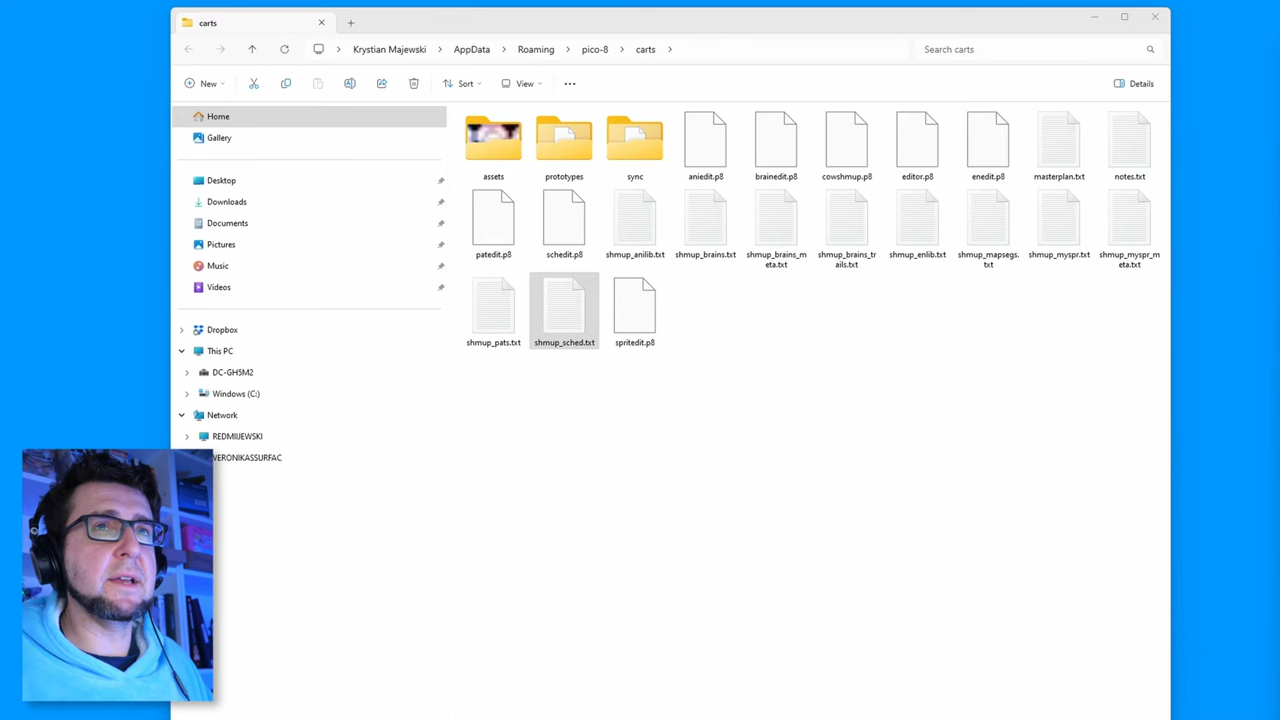 carts
Krystian Majewski > AppData > Roaming > pico-8 > carts >
Search carts
New
Sort
View
Details
Home
Gallery
Desktop
Downloads
Documents
Pictures
Music
Videos
Dropbox
This PC
DC-GH5M2
Windows (C:)
Network
REDMIIJEWSKI
VERONIKASSURFAC
assets
prototypes
sync
aniedit.p8
brainedit.p8
cowshmup.p8
editor.p8
enedit.p8
masterplan.txt
notes.txt
patedit.p8
schedit.p8
shmup_anilib.txt
shmup_brains.txt
shmup_brains_m
eta.txt
shmup_brains_tr
ails.txt
shmup_enlib.txt
shmup_mapsegs.
txt
shmup_myspr.txt
shmup_myspr_m
eta.txt
shmup_pats.txt
shmup_sched.txt
spritedit.p8